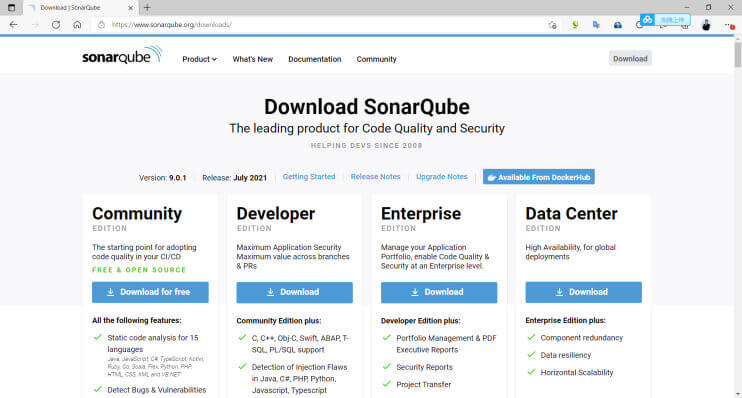 Download | SonarQube
https://www.sonarqube.org/downloads/
sonarqube
Product
What's New
Documentation
Community
Download
Download SonarQube
The leading product for Code Quality and Security
HELPING DEVS SINCE 2008
Version: 9.0.1
Release: July 2021
Getting Started
Release Notes
Upgrade Notes
Available From DockerHub
Community
EDITION
The starting point for adopting
code quality in your CI/CD
FREE & OPEN SOURCE
Download for free
All the following features:
Static code analysis for 15
languages
Java, JavaScript, C#, TypeScript, Kotlin,
Ruby, Go, Scala, Flex, Python, PHP,
HTML, CSS, XML and VB.NET
Detect Bugs & Vulnerabilities
Developer
EDITION
Maximum Application Security
Maximum value across branches
& PRs
Download
Community Edition plus:
C, C++, Obj-C, Swift, ABAP, T-
SQL, PL/SQL support
Detection of Injection Flaws
in Java, C#, PHP, Python,
Javascript, Typescript
Enterprise
EDITION
Manage your Application
Portfolio, enable Code Quality &
Security at an Enterprise level.
Download
Developer Edition plus:
Portfolio Management & PDF
Executive Reports
Security Reports
Project Transfer
Data Center
EDITION
High Availability, for global
deployments
Download
Enterprise Edition plus:
Component redundancy
Data resiliency
Horizontal Scalability